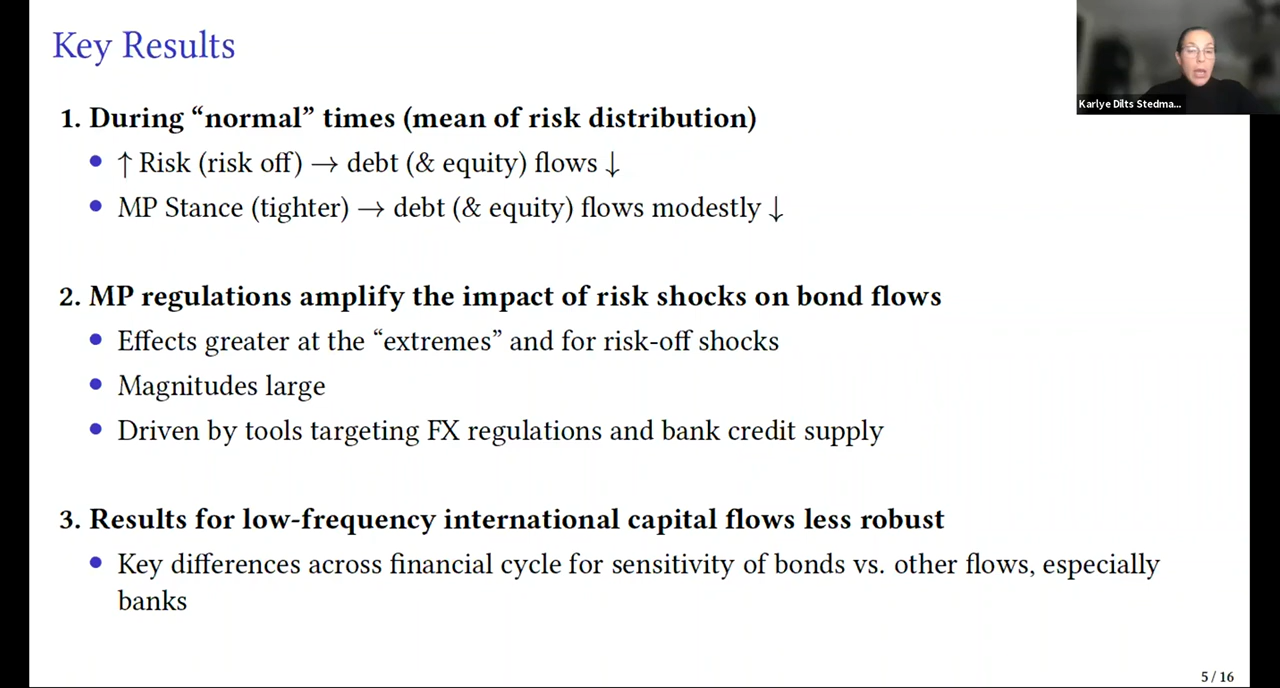 Key Results
Karlye Dilts Stedma...
1. During “normal” times (mean of risk distribution)
• ↑ Risk (risk off) → debt (& equity) flows ↓
• MP Stance (tighter) → debt (& equity) flows modestly ↓
2. MP regulations amplify the impact of risk shocks on bond flows
• Effects greater at the “extremes” and for risk-off shocks
• Magnitudes large
• Driven by tools targeting FX regulations and bank credit supply
3. Results for low-frequency international capital flows less robust
• Key differences across financial cycle for sensitivity of bonds vs. other flows, especially
banks
5 / 16